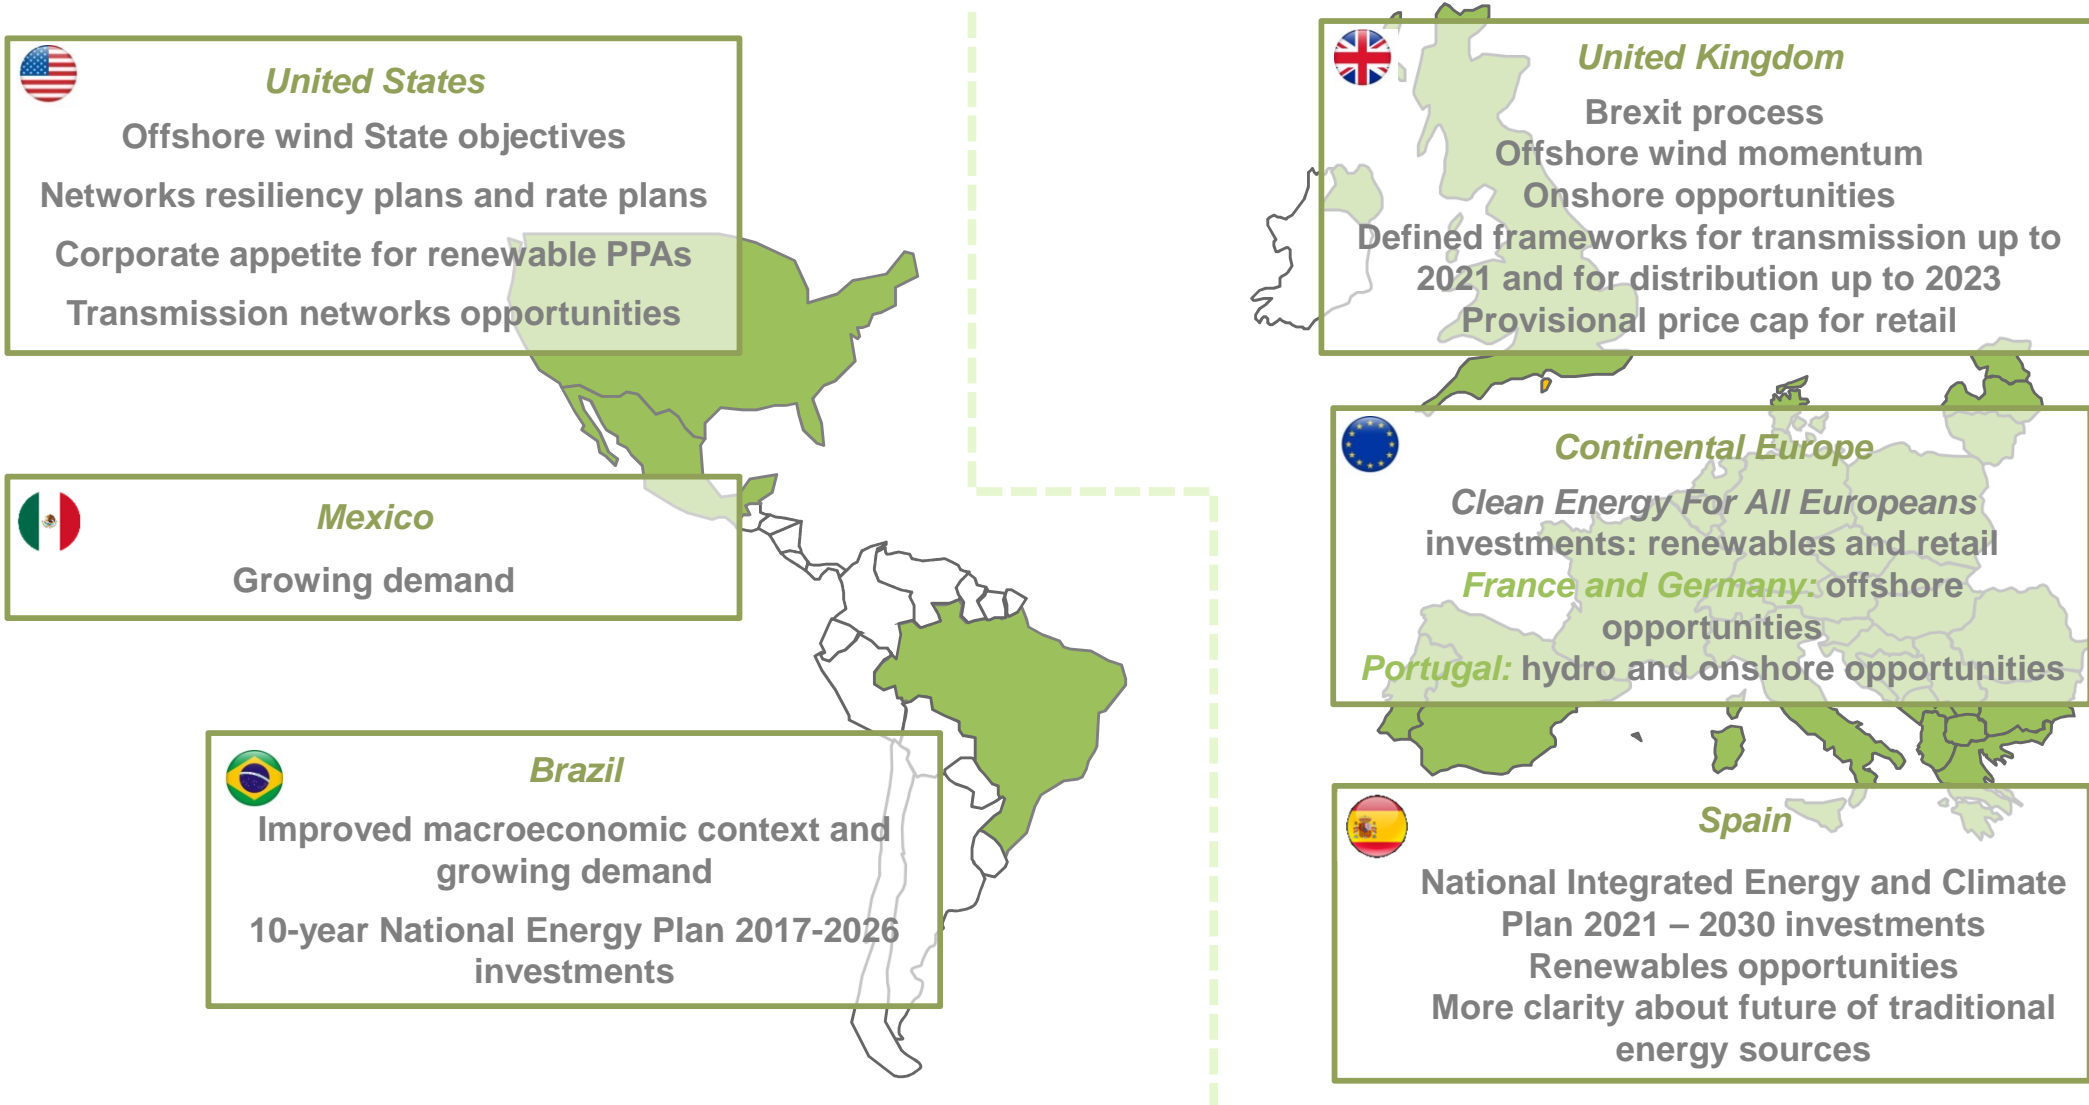 United States
Offshore wind State objectives
Networks resiliency plans and rate plans
Corporate appetite for renewable PPAs
Transmission networks opportunities
Mexico
Growing demand
Brazil
Improved macroeconomic context and
growing demand
10-year National Energy Plan 2017-2026
investments
United Kingdom
Brexit process
Offshore wind momentum
Onshore opportunities
Defined frameworks for transmission up to
2021 and for distribution up to 2023
Provisional price cap for retail
Continental Europe
Clean Energy For All Europeans
investments: renewables and retail
France and Germany: offshore
opportunities
Portugal: hydro and onshore opportunities
Spain
National Integrated Energy and Climate
Plan 2021 – 2030 investments
Renewables opportunities
More clarity about future of traditional
energy sources